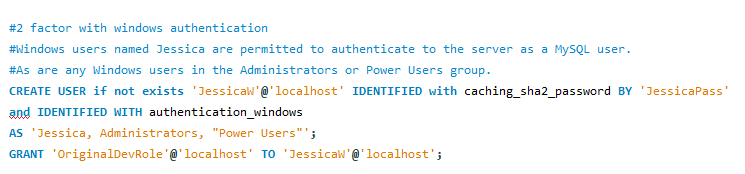 #2 factor with windows authentication
#Windows users named Jessica are permitted to authenticate to the server as a MySQL user.
#As are any Windows users in the Administrators or Power Users group.
CREATE USER if not exists 'JessicaW'@'localhost' IDENTIFIED with caching_sha2_password BY 'JessicaPass'
and IDENTIFIED WITH authentication_windows
AS 'Jessica, Administrators, "Power Users"';
GRANT 'OriginalDevRole'@'localhost' TO 'JessicaW'@'localhost';